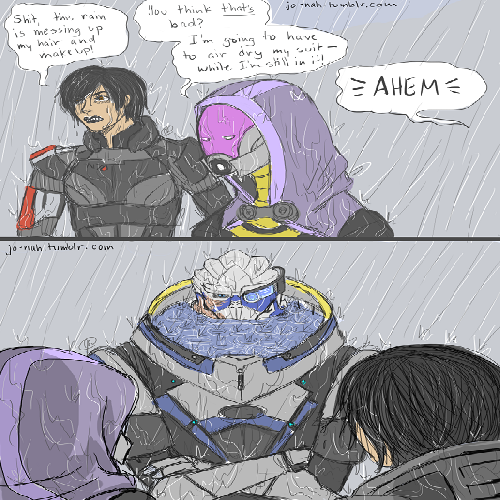 Shit, this rain
is messing up
my hair and
makeup!
You think that's
bad?
I'm going to have
to air dry my suit—
while I'm still in it!
jo-nah.tumblr.com
AHEM
jo-nah.tumblr.com